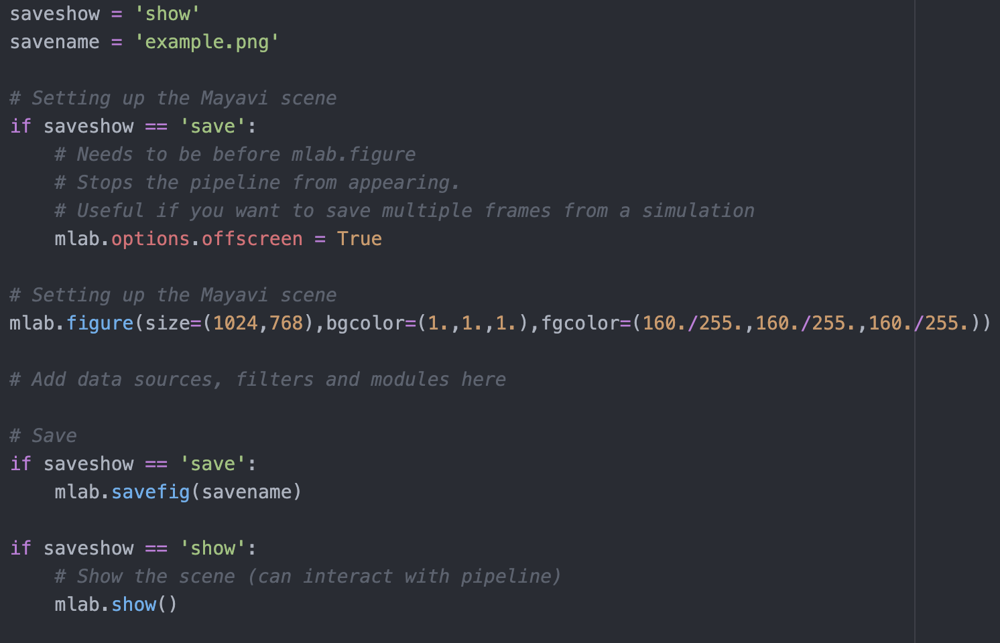 saveshow = 'show'
savename = 'example.png'
# Setting up the Mayavi scene
if saveshow == 'save':
    # Needs to be before mlab.figure
    # Stops the pipeline from appearing.
    # Useful if you want to save multiple frames from a simulation
    mlab.options.offscreen = True
# Setting up the Mayavi scene
mlab.figure(size=(1024,768),bgcolor=(1.,1.,1.),fgcolor=(160./255.,160./255.,160./255.))
# Add data sources, filters and modules here
# Save
if saveshow == 'save':
    mlab.savefig(savename)
if saveshow == 'show':
    # Show the scene (can interact with pipeline)
    mlab.show()